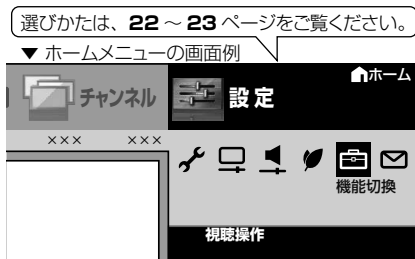 選びかたは、22 ～ 23 ページをご覧ください。
▼ ホームメニューの画面例
ホーム
チャンネル
設定
××× ×××
機能切換
視聴操作